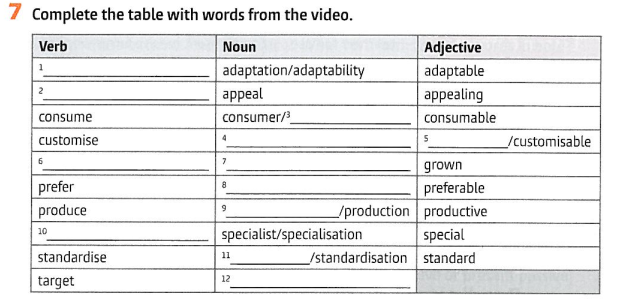 7 Complete the table with words from the video.
Verb Noun Adjective
1 adaptation/adaptability adaptable
2 appeal appealing
consume consumer/3 consumable
customise 4 5 /customisable
6 7 grown
prefer 8 preferable
produce 9 /production productive
10 specialist/specialisation special
standardise 11 /standardisation standard
target 12